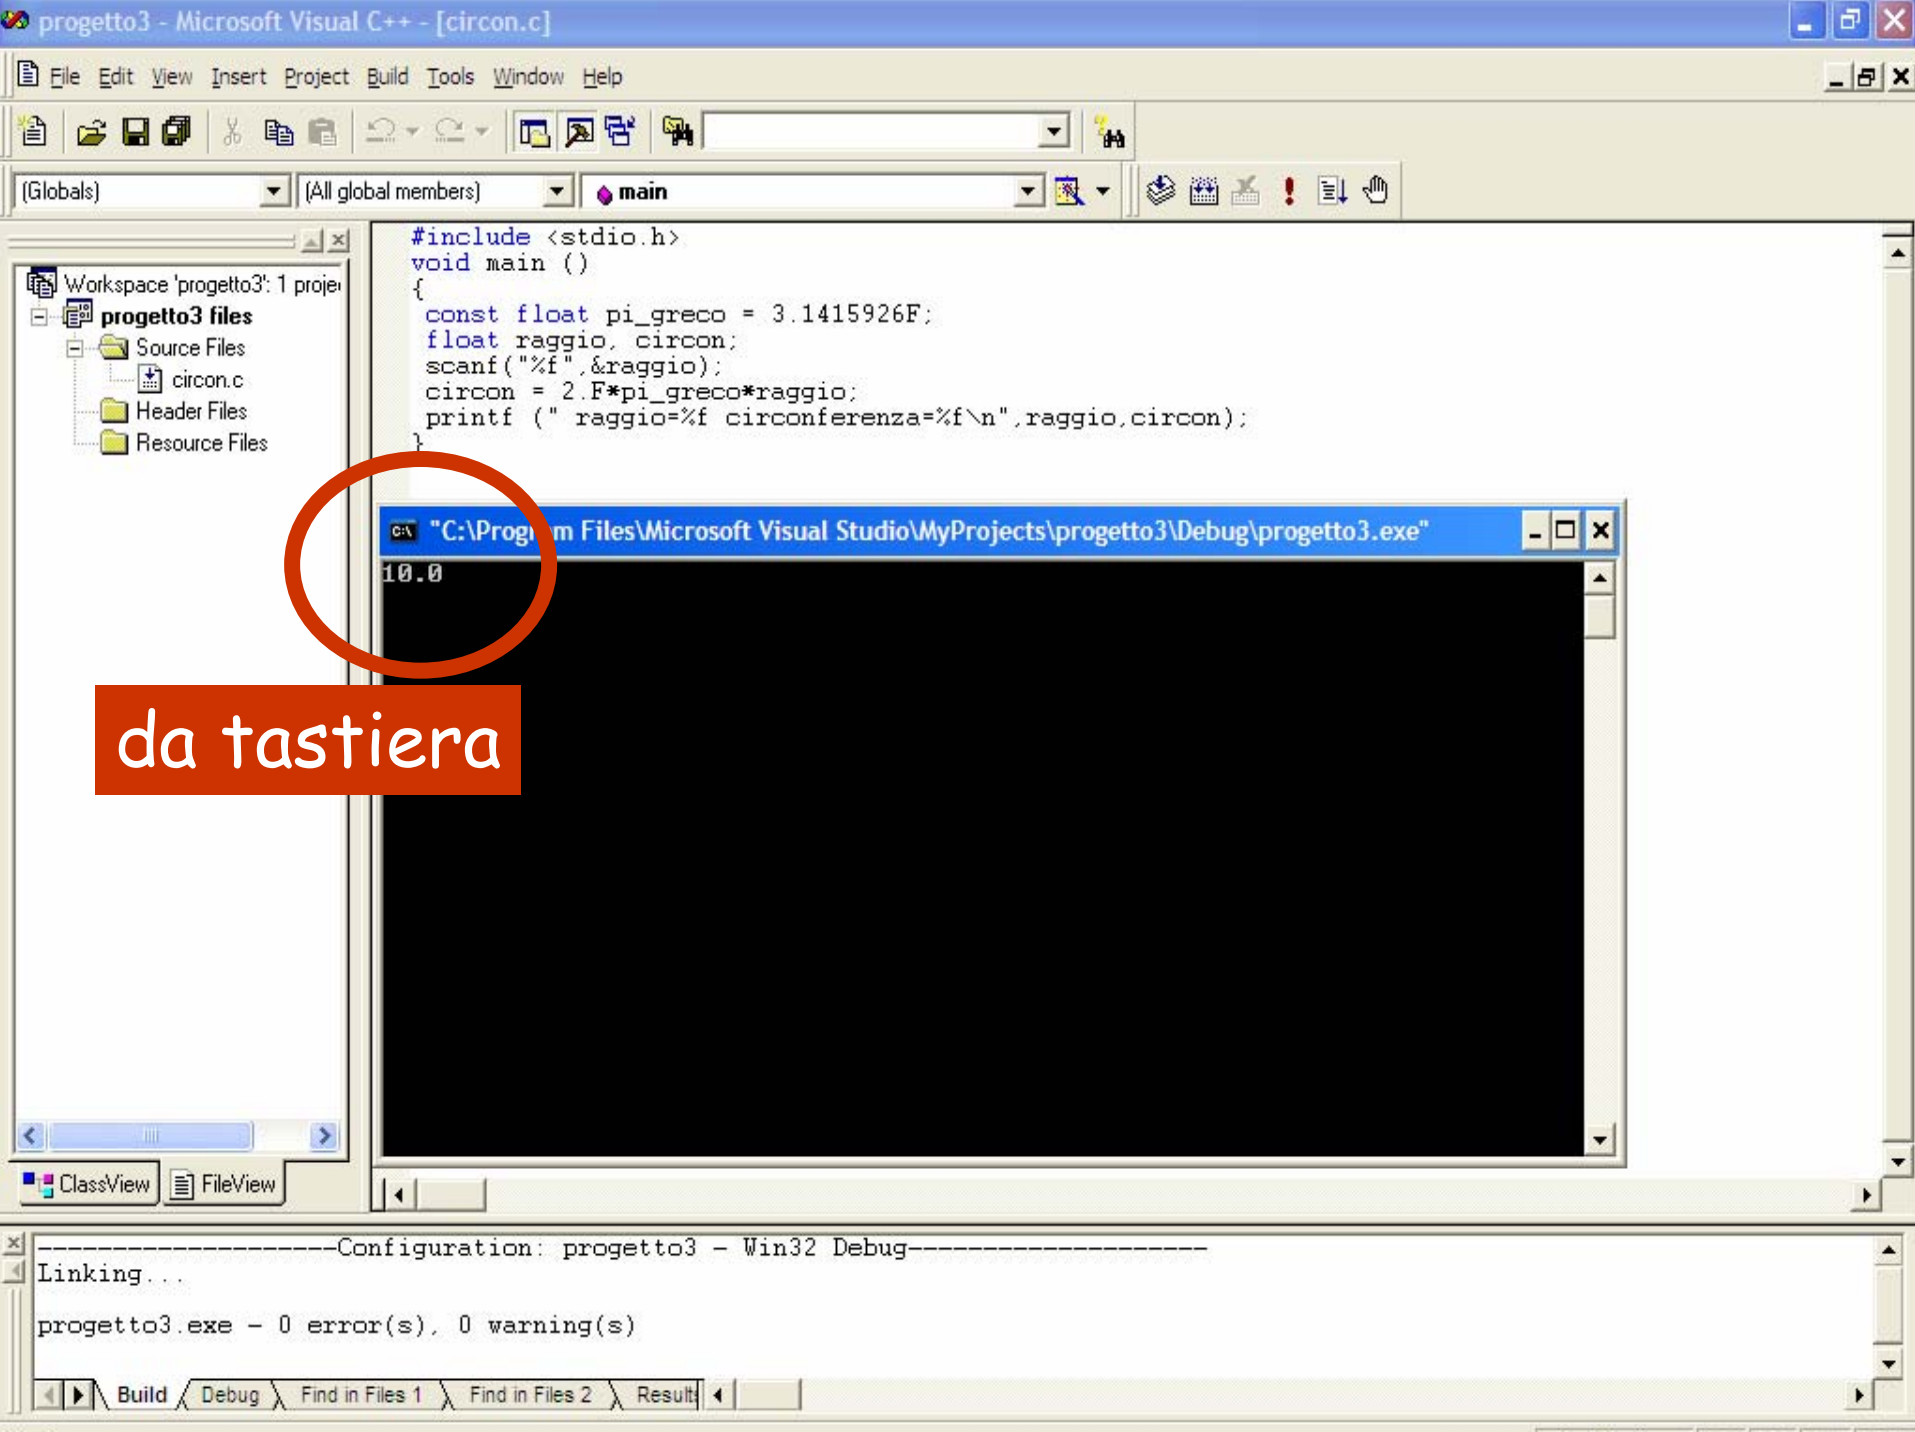 progetto3 - Microsoft Visual C++ - [circon.c]
File Edit View Insert Project Build Tools Window Help
(Globals) (All global members) main
Workspace 'progetto3': 1 proje
progetto3 files
Source Files
circon.c
Header Files
Resource Files
#include <stdio.h>
void main ()
{
const float pi_greco = 3.1415926F;
float raggio, circon;
scanf("%f",&raggio);
circon = 2.F*pi_greco*raggio;
printf (" raggio=%f circonferenza=%f\n",raggio,circon);
}
"C:\Program Files\Microsoft Visual Studio\MyProjects\progetto3\Debug\progetto3.exe"
10.0
da tastiera
ClassView FileView
--------------------Configuration: progetto3 - Win32 Debug--------------------
Linking...
progetto3.exe - 0 error(s), 0 warning(s)
Build Debug Find in Files 1 Find in Files 2 Results